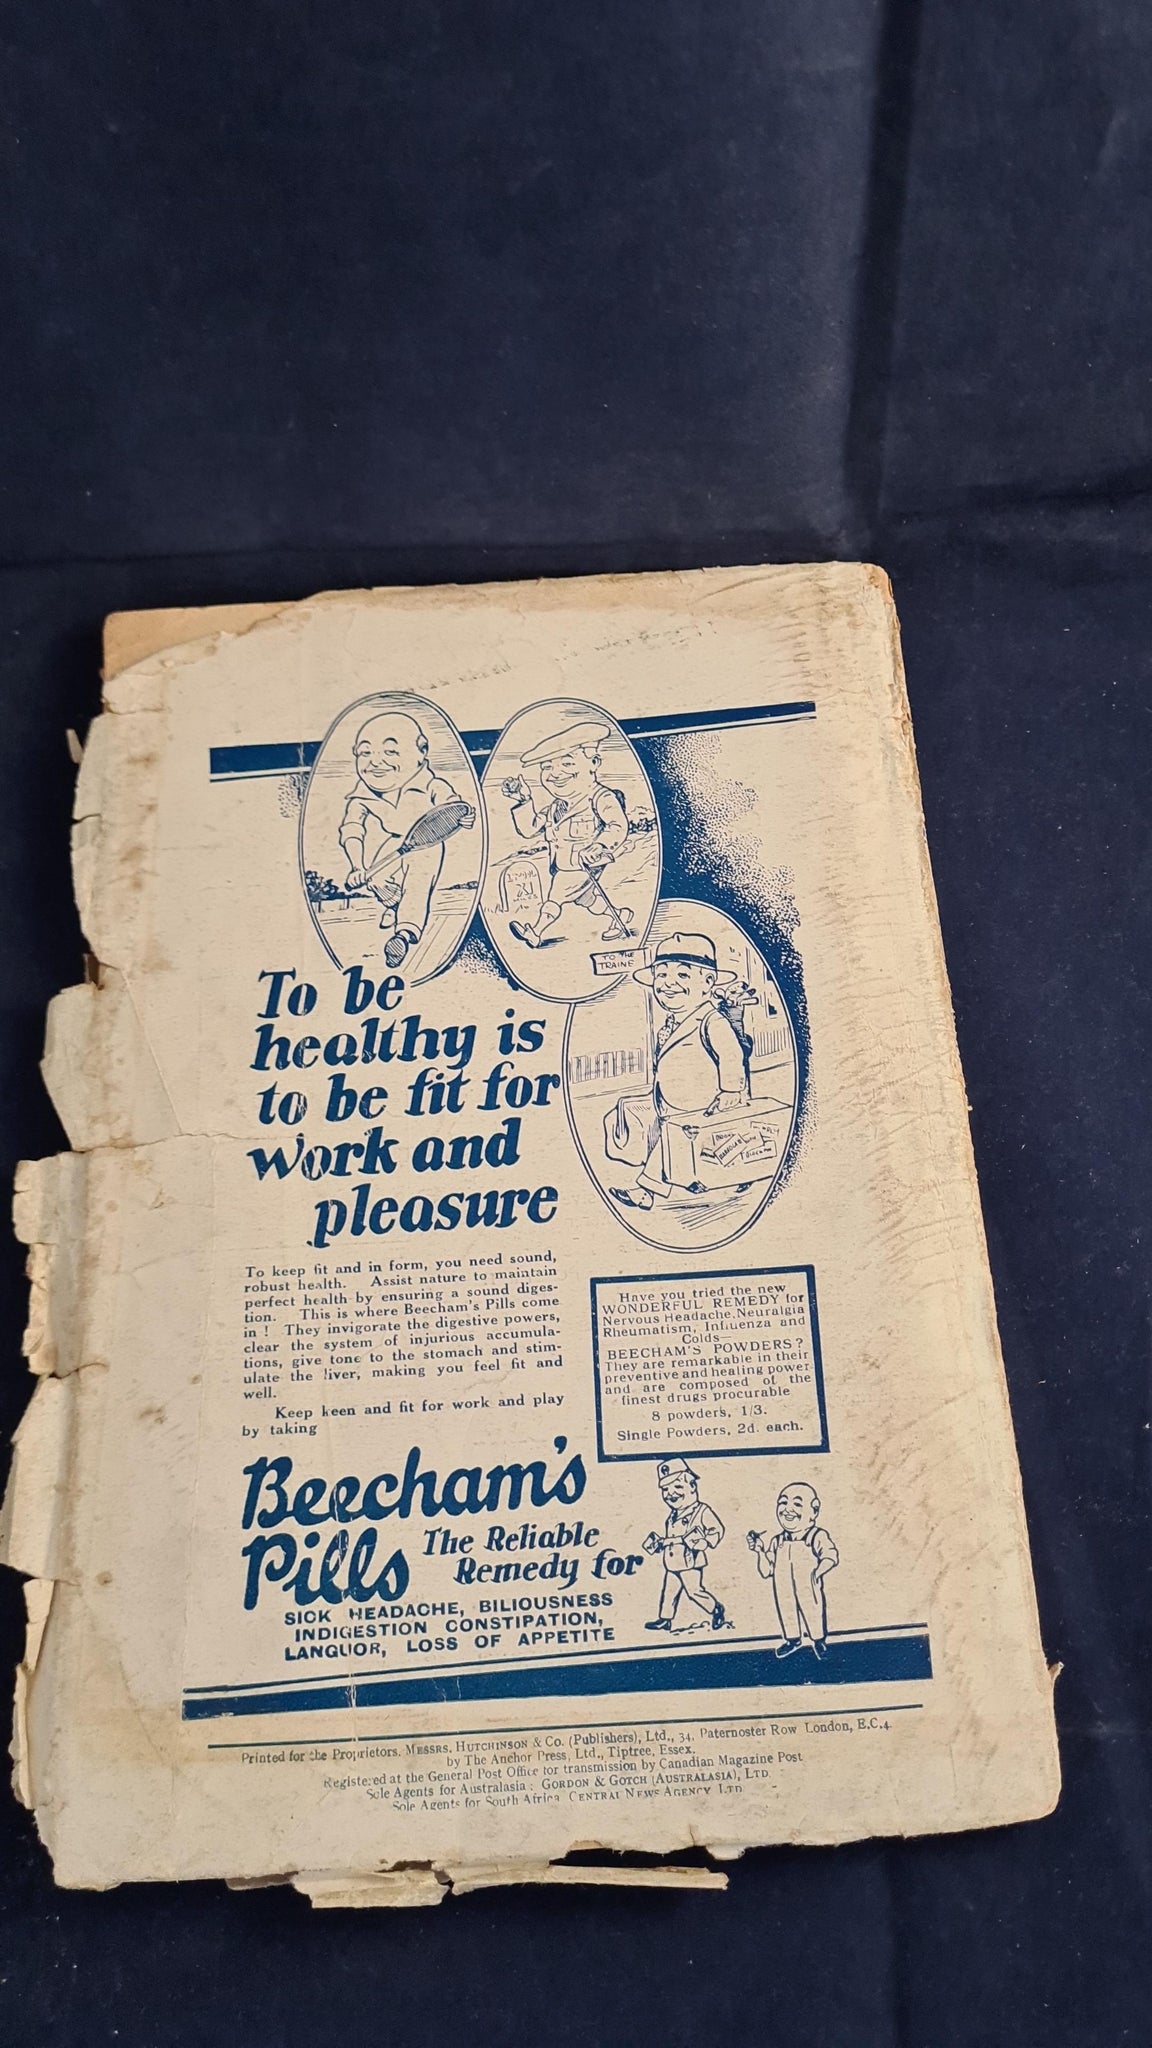 TO THE
TRAINE
To be
healthy is
to be fit for
work and
pleasure
To keep fit and in form, you need sound,
robust health. Assist nature to maintain
perfect health by ensuring a sound diges-
tion. This is where Beecham's Pills come
in ! They invigorate the digestive powers,
clear the system of injurious accumula-
tions, give tone to the stomach and stim-
ulate the liver, making you feel fit and
well.
Keep keen and fit for work and play
by taking
Have you tried the new
WONDERFUL REMEDY for
Nervous Headache, Neuralgia
Rheumatism, Influenza and
Colds—
BEECHAM'S POWDERS?
They are remarkable in their
preventive and healing power
and are composed of the
finest drugs procurable
8 powders, 1/3.
Single Powders, 2d. each.
Beecham's
Pills
The Reliable
Remedy for
SICK HEADACHE, BILIOUSNESS
INDIGESTION CONSTIPATION,
LANGUOR, LOSS OF APPETITE
Printed for the Proprietors, MESSRS. HUTCHINSON & CO. (Publishers), Ltd., 34, Paternoster Row London, E.C.4.
by The Anchor Press, Ltd., Tiptree, Essex.
Registered at the General Post Office for transmission by Canadian Magazine Post
Sole Agents for Australasia : GORDON & GOTCH (AUSTRALASIA), LTD.
Sole Agents for South Africa. CENTRAL NEWS AGENCY LTD